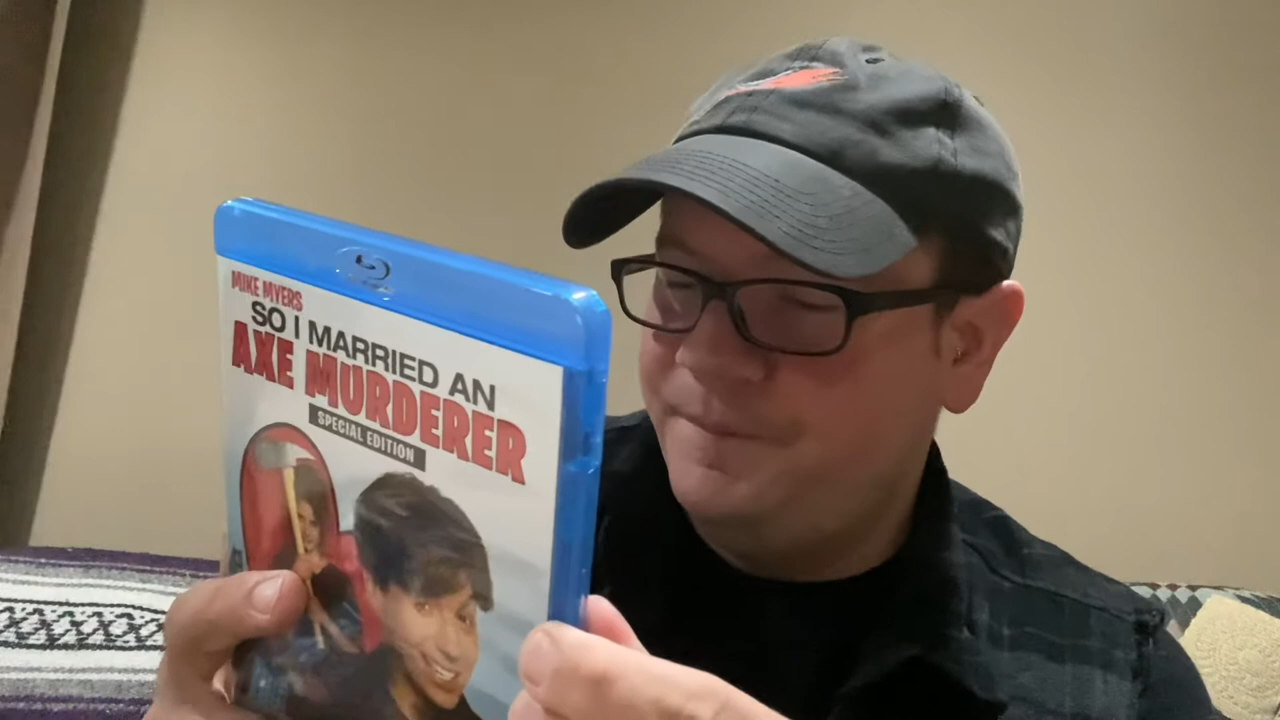 MIKE MYERS
SO I MARRIED AN
AXE MURDERER
SPECIAL EDITION